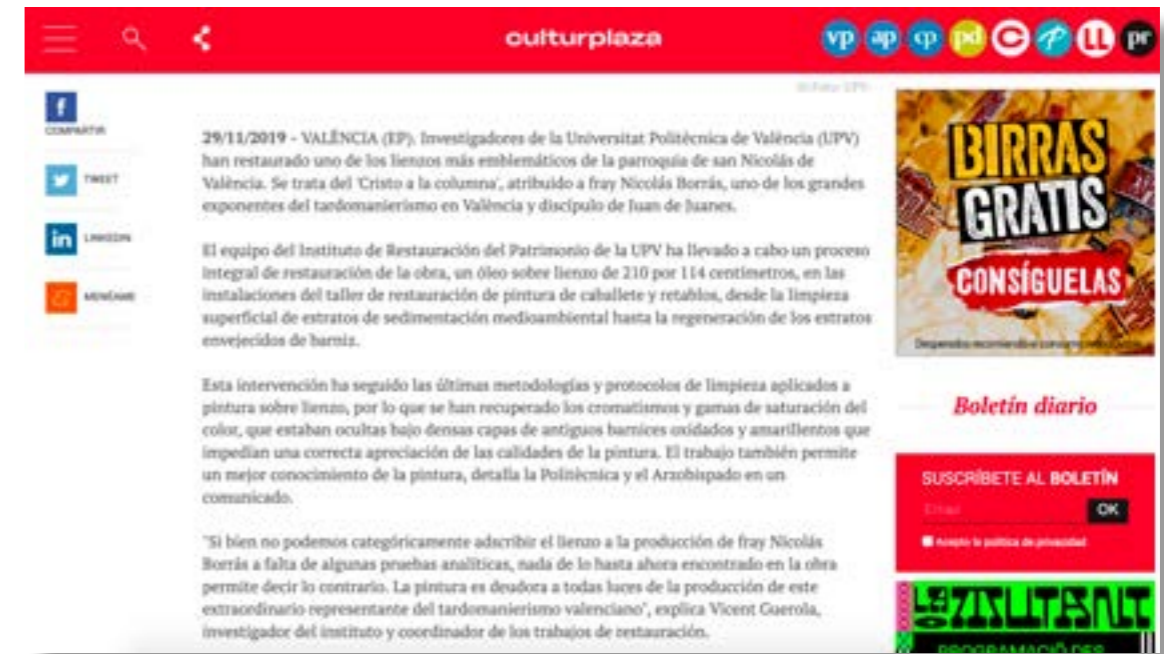 culturplaza
vp ap cp pd C LL pr
COMPARTIR
TWEET
LINKEDIN
MENÉAME
29/11/2019 - VALÈNCIA (EP). Investigadores de la Universitat Politècnica de València (UPV)
han restaurado uno de los lienzos más emblemáticos de la parroquia de san Nicolás de
València. Se trata del 'Cristo a la columna', atribuido a fray Nicolás Borrás, uno de los grandes
exponentes del tardomanierismo en València y discípulo de Juan de Juanes.
El equipo del Instituto de Restauración del Patrimonio de la UPV ha llevado a cabo un proceso
integral de restauración de la obra, un óleo sobre lienzo de 210 por 114 centímetros, en las
instalaciones del taller de restauración de pintura de caballete y retablos, desde la limpieza
superficial de estratos de sedimentación medioambiental hasta la regeneración de los estratos
envejecidos de barniz.
Esta intervención ha seguido las últimas metodologías y protocolos de limpieza aplicados a
pintura sobre lienzo, por lo que se han recuperado los cromatismos y gamas de saturación del
color, que estaban ocultas bajo densas capas de antiguos barnices oxidados y amarillentos que
impedían una correcta apreciación de las calidades de la pintura. El trabajo también permite
un mejor conocimiento de la pintura, detalla la Politècnica y el Arzobispado en un
comunicado.
"Si bien no podemos categóricamente adscribir el lienzo a la producción de fray Nicolás
Borrás a falta de algunas pruebas analíticas, nada de lo hasta ahora encontrado en la obra
permite decir lo contrario. La pintura es deudora a todas luces de la producción de este
extraordinario representante del tardomanierismo valenciano", explica Vicent Guerola,
investigador del instituto y coordinador de los trabajos de restauración.
BIRRAS
GRATIS
CONSÍGUELAS
Boletín diario
SUSCRÍBETE AL BOLETÍN
Email
OK
Acepto la política de privacidad
LA
MUTANT
PROGRAMACIÓ DES